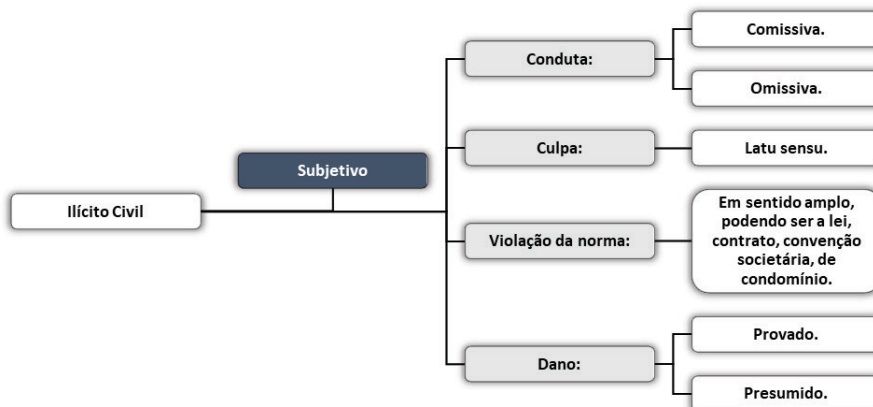 Ilícito Civil
Subjetivo
Conduta:
Comissiva.
Omissiva.
Culpa:
Latu sensu.
Violação da norma:
Em sentido amplo,
podendo ser a lei,
contrato, convenção
societária, de
condomínio.
Dano:
Provado.
Presumido.